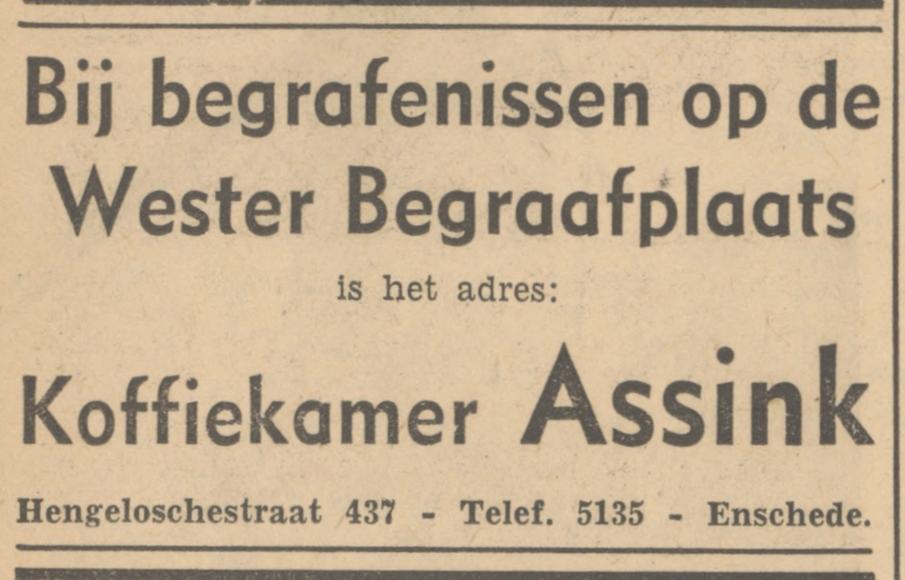 Bij begrafenissen op de
Wester Begraafplaats
is het adres:
Koffiekamer Assink
Hengeloschestraat 437 - Telef. 5135 - Enschede.